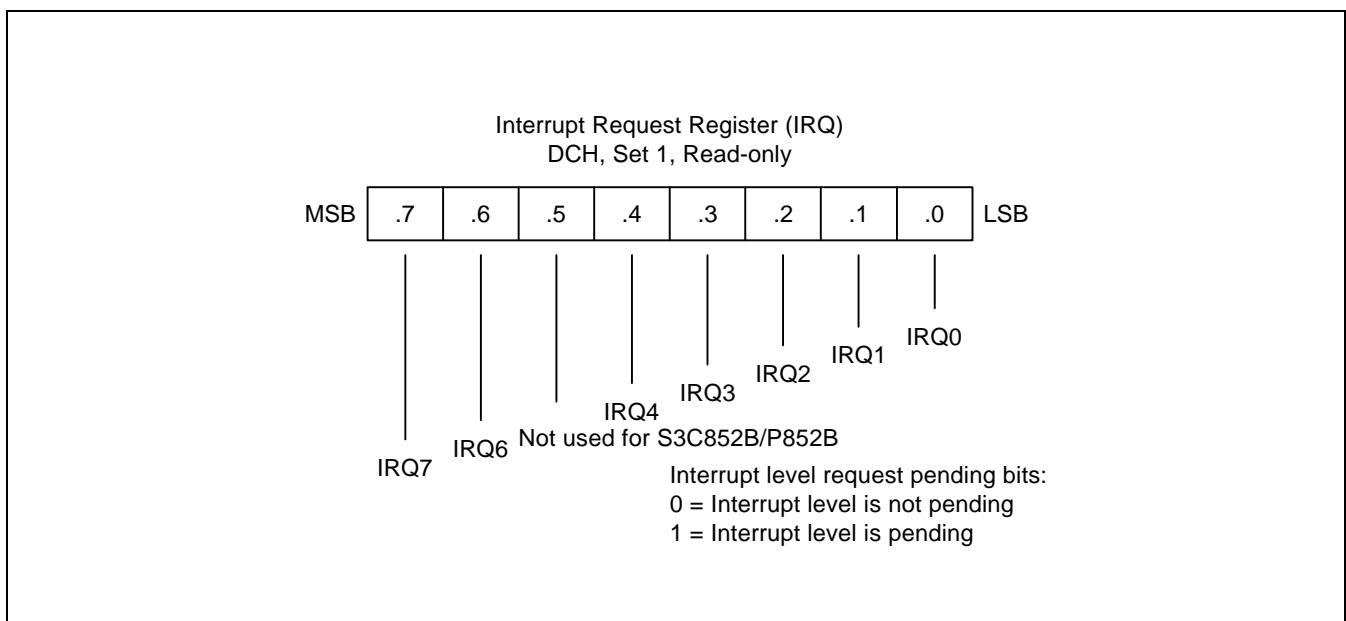 Interrupt Request Register (IRQ)
DCH, Set 1, Read-only
MSB .7 .6 .5 .4 .3 .2 .1 .0 LSB
IRQ0
IRQ1
IRQ2
IRQ3
IRQ4
Not used for S3C852B/P852B
IRQ6
IRQ7
Interrupt level request pending bits:
0 = Interrupt level is not pending
1 = Interrupt level is pending